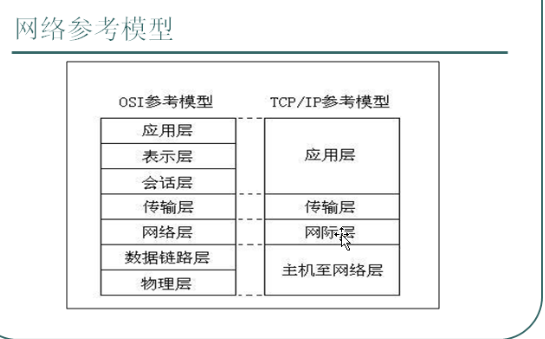 网络参考模型
OSI参考模型 TCP/IP参考模型
应用层
表示层
会话层
传输层
网络层
数据链路层
物理层
应用层
传输层
网际层
主机至网络层